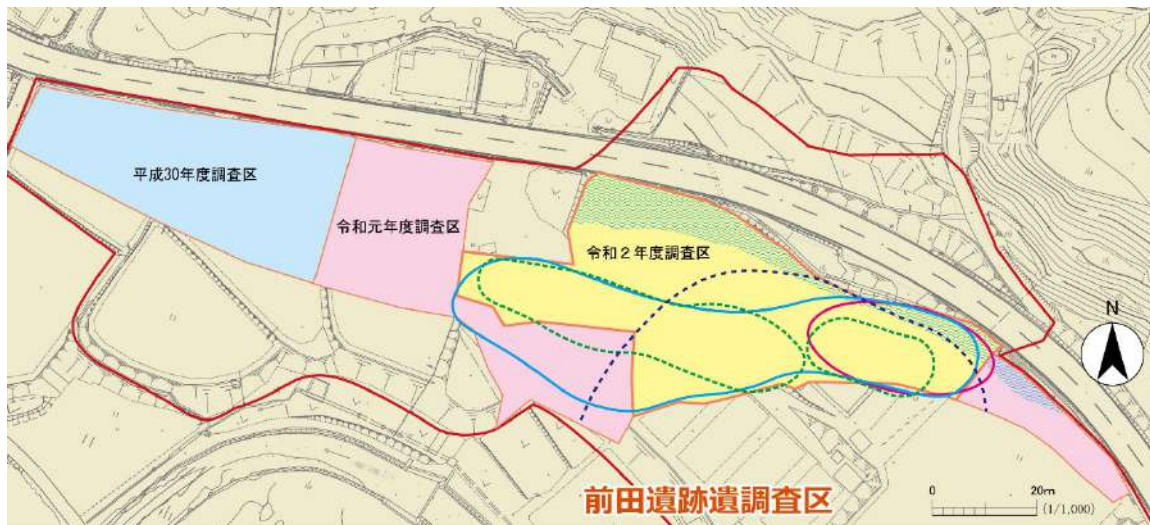 平成30年度調査区
令和元年度調査区
令和2年度調査区
N
前田遺跡遺調査区
0 20m
(1/1,000)